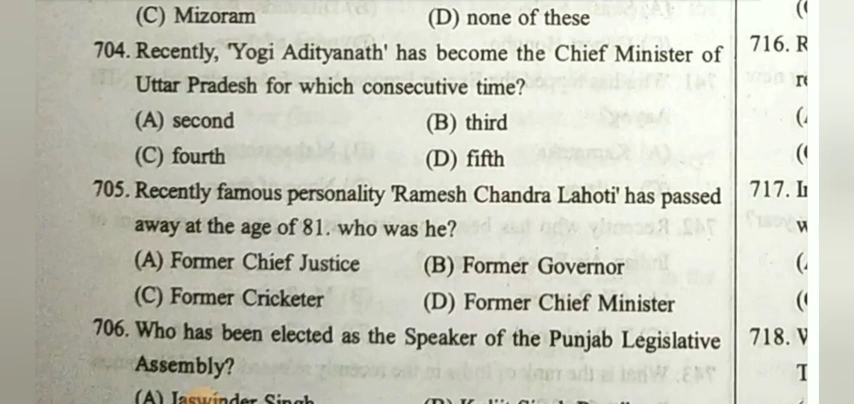 (C) Mizoram (D) none of these
704. Recently, 'Yogi Adityanath' has become the Chief Minister of
Uttar Pradesh for which consecutive time?
(A) second (B) third
(C) fourth (D) fifth
705. Recently famous personality 'Ramesh Chandra Lahoti' has passed
away at the age of 81. who was he?
(A) Former Chief Justice (B) Former Governor
(C) Former Cricketer (D) Former Chief Minister
706. Who has been elected as the Speaker of the Punjab Legislative
Assembly?
(A) Jaswinder Singh
716. R
717.
718.